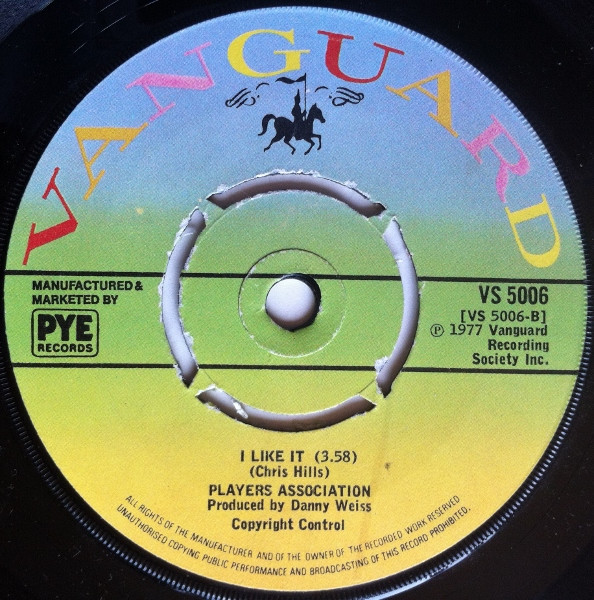 VANGUARD
MANUFACTURED &
MARKETED BY
PYE
RECORDS
VS 5006
[VS 5006-B]
℗ 1977 Vanguard
Recording
Society Inc.
I LIKE IT (3.58)
(Chris Hills)
PLAYERS ASSOCIATION
Produced by Danny Weiss
Copyright Control
ALL RIGHTS OF THE MANUFACTURER AND OF THE OWNER OF THE RECORDED WORK RESERVED
UNAUTHORISED COPYING PUBLIC PERFORMANCE AND BROADCASTING OF THIS RECORD PROHIBITED.